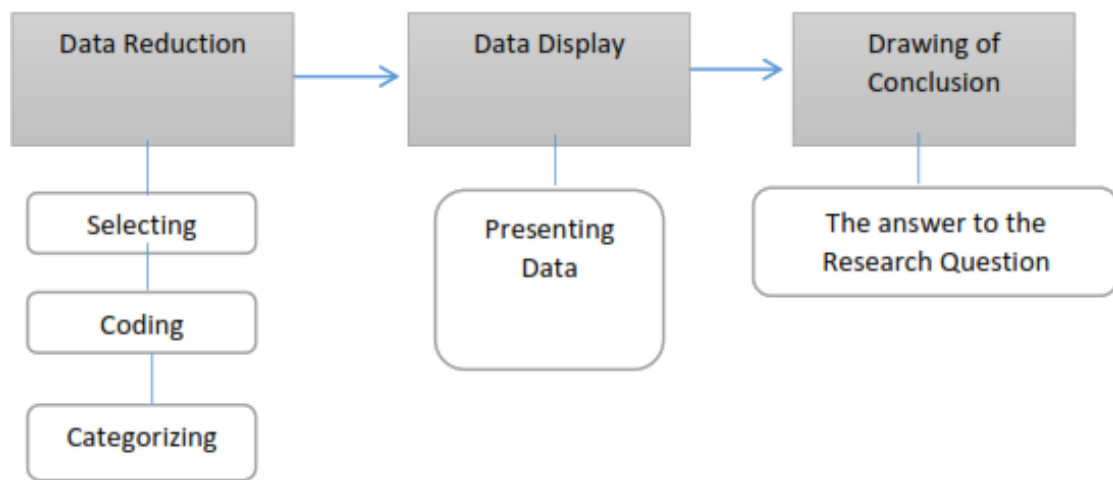 Data Reduction
Data Display
Drawing of
Conclusion
Selecting
Coding
Categorizing
Presenting
Data
The answer to the
Research Question